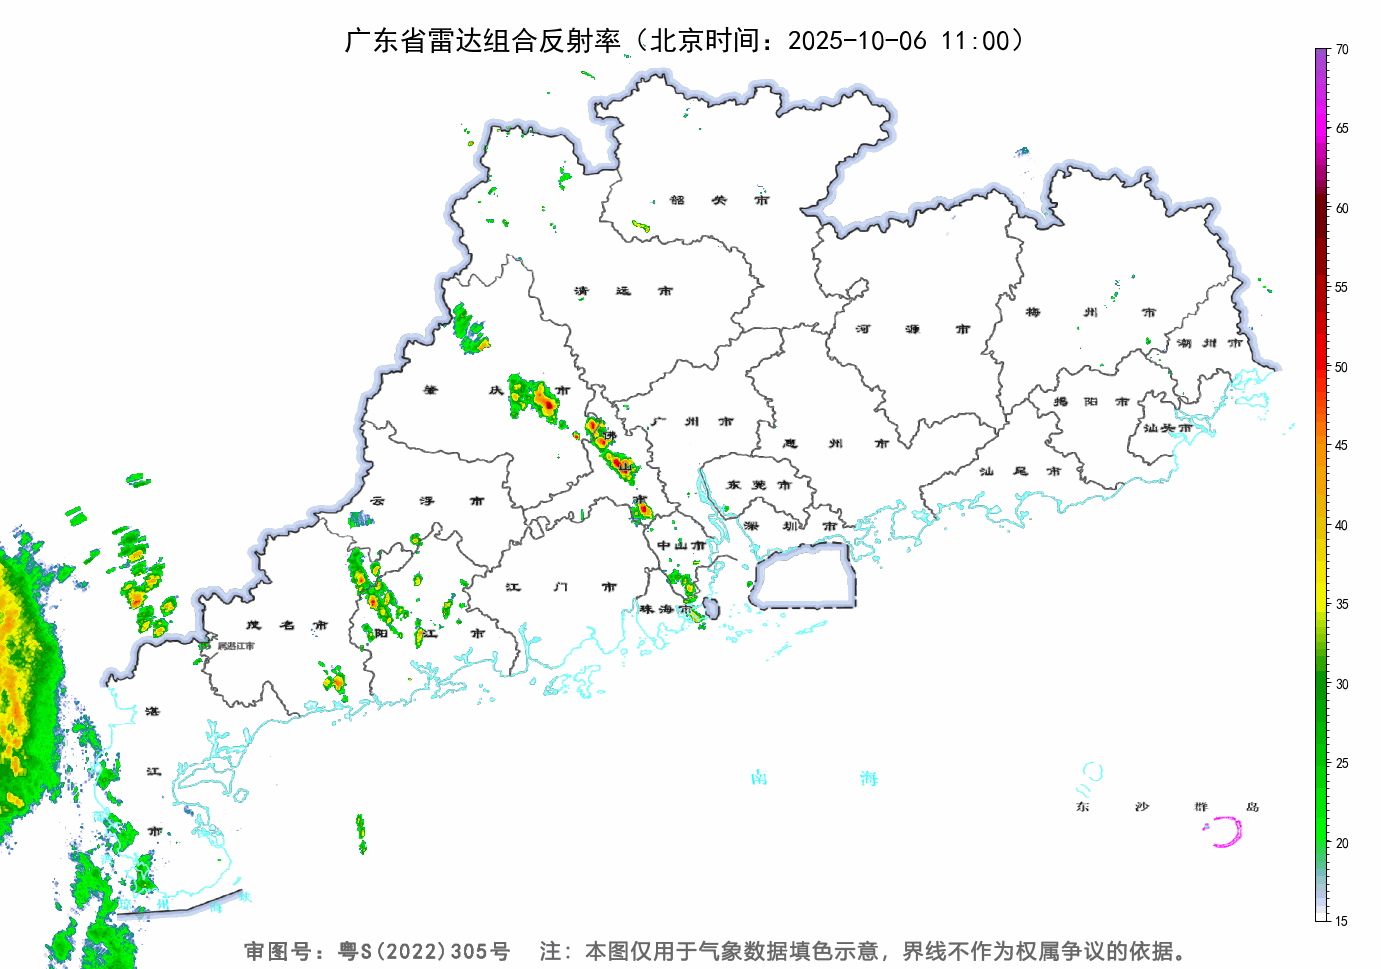 广东省雷达组合反射率（北京时间：2025-10-06 11:00）
70
65
60
55
50
45
40
35
30
25
20
15
韶关市
清远市
河源市
梅州市
潮州市
肇庆市
广州市
惠州市
揭阳市
汕头市
佛山市
云浮市
东莞市
汕尾市
深圳市
中山市
江门市
珠海市
茂名市
阳江市
属湛江市
湛江市
南海
东沙群岛
琼州海峡
审图号：粤S(2022)305号 注：本图仅用于气象数据填色示意，界线不作为权属争议的依据。